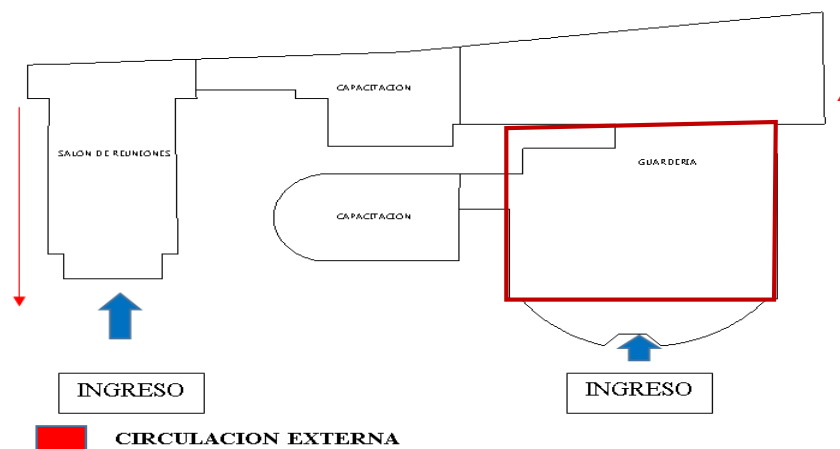 CAPACITACION
SALON DE REUNIONES
GUARDERIA
CAPACITACION
INGRESO
INGRESO
CIRCULACION EXTERNA